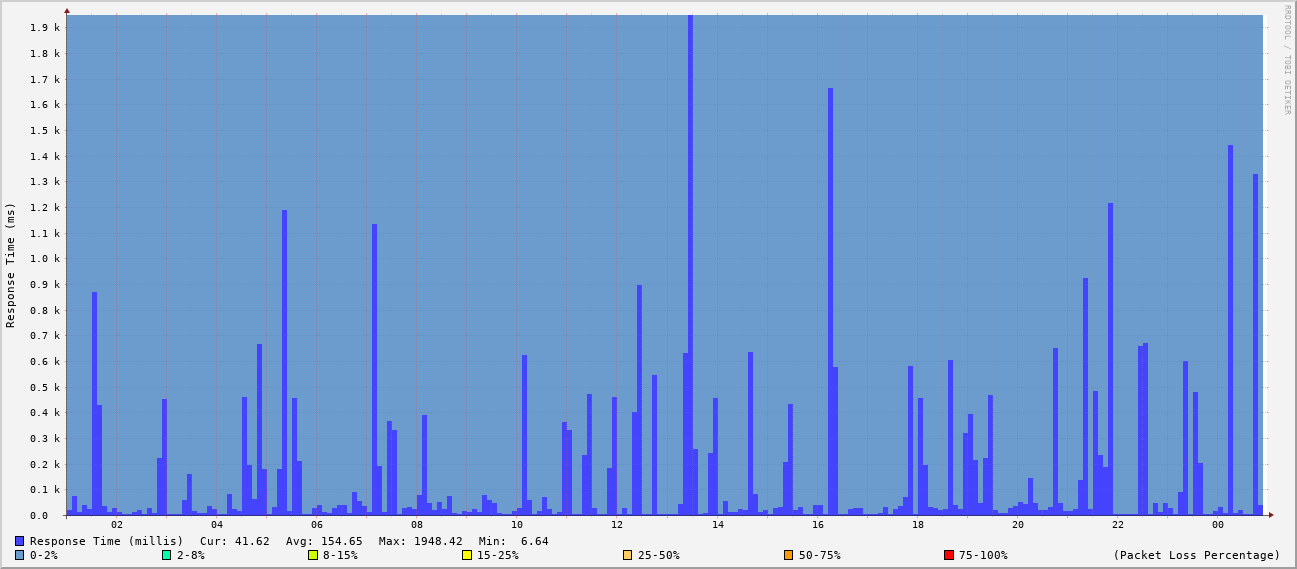 RRDTOOL / TOBI OETIKER
Response Time (ms)
1.9 k
1.8 k
1.7 k
1.6 k
1.5 k
1.4 k
1.3 k
1.2 k
1.1 k
1.0 k
0.9 k
0.8 k
0.7 k
0.6 k
0.5 k
0.4 k
0.3 k
0.2 k
0.1 k
0.0
02 04 06 08 10 12 14 16 18 20 22 00
Response Time (millis) Cur: 41.62 Avg: 154.65 Max: 1948.42 Min: 6.64
0-2% 2-8% 8-15% 15-25% 25-50% 50-75% 75-100% (Packet Loss Percentage)